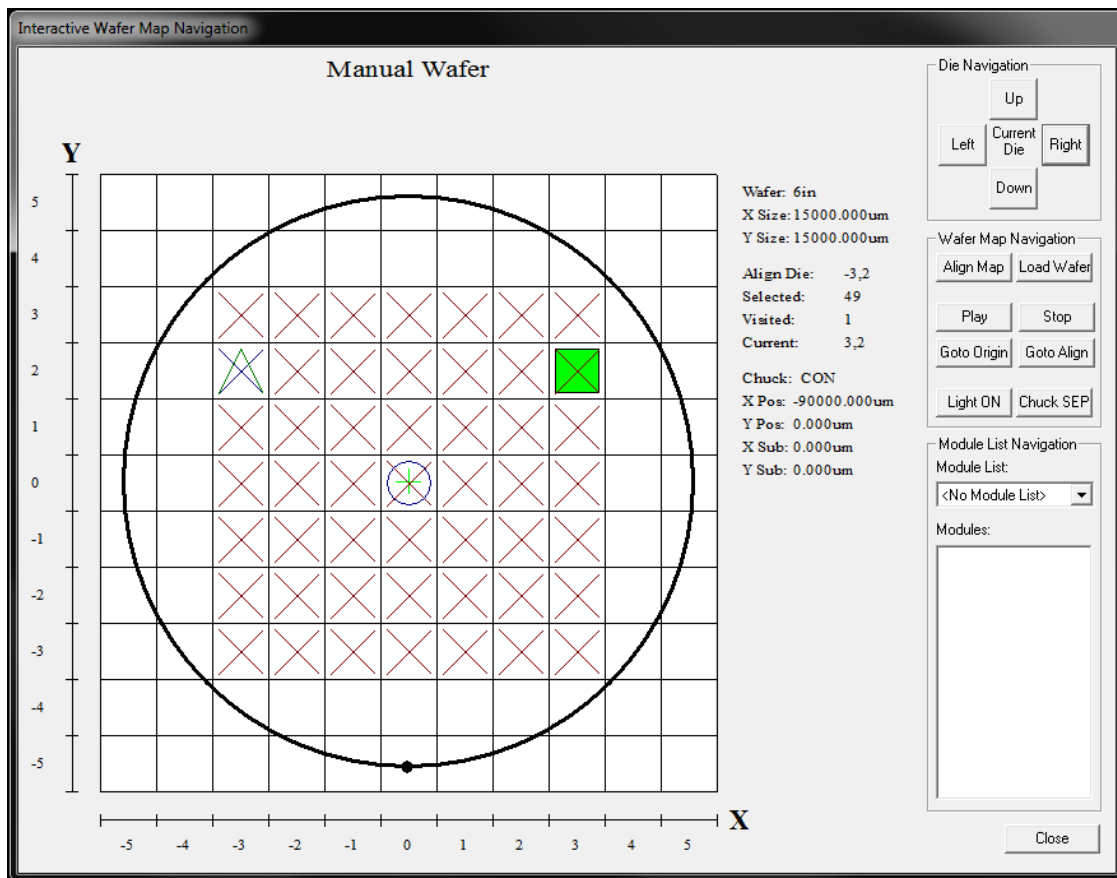 Interactive Wafer Map Navigation
Manual Wafer
Y
5
4
3
2
1
0
-1
-2
-3
-4
-5
-5 -4 -3 -2 -1 0 1 2 3 4 5
X
Wafer: 6in
X Size: 15000.000um
Y Size: 15000.000um
Align Die: -3,2
Selected: 49
Visited: 1
Current: 3,2
Chuck: CON
X Pos: -90000.000um
Y Pos: 0.000um
X Sub: 0.000um
Y Sub: 0.000um
Die Navigation
Up
Left
Current
Die
Right
Down
Wafer Map Navigation
Align Map Load Wafer
Play Stop
Goto Origin Goto Align
Light ON Chuck SEP
Module List Navigation
Module List:
<No Module List>
Modules:
Close